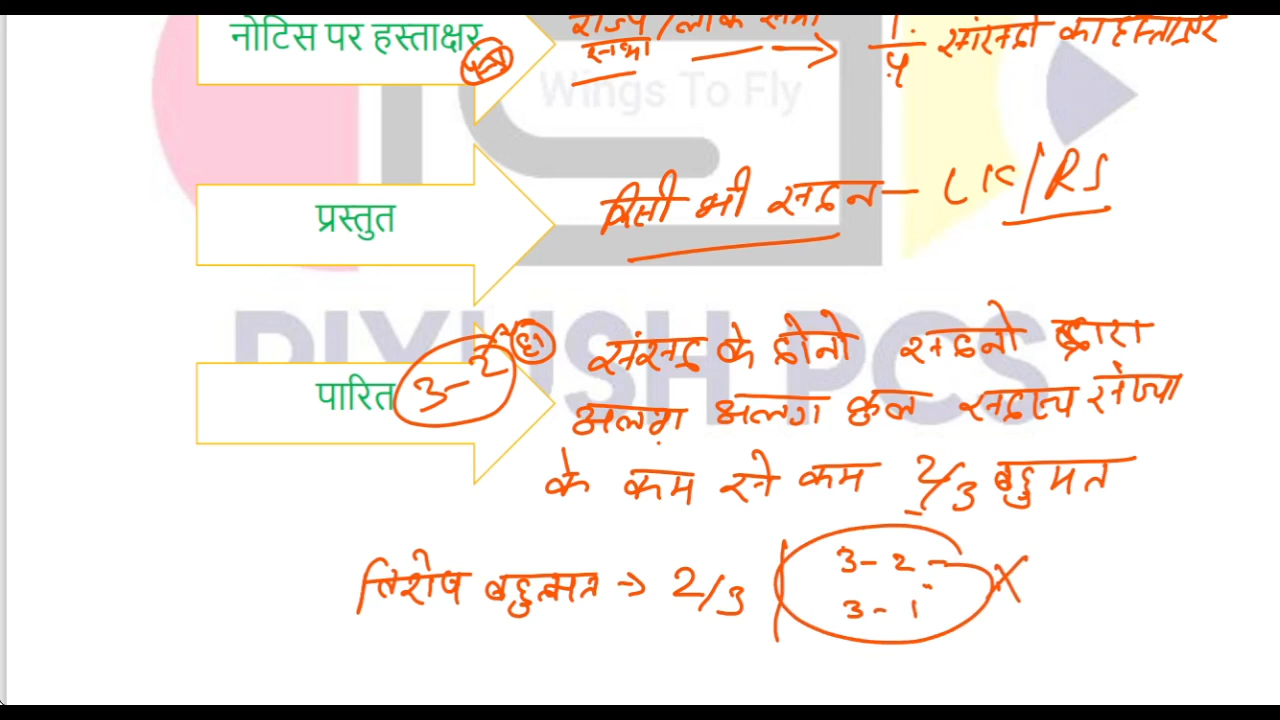 नोटिस पर हस्ताक्षर
राज्य / लोक सभा
सभा
1/4 सांसदों का हस्ताक्षर
Wings To Fly
प्रस्तुत
किसी भी सदन - LS/RS
PIYUSH PCS
पारित
3-2
संसद के दोनो सदनो द्वारा
अलग अलग कुल सदस्य संख्या
के कम से कम 2/3 बहुमत
विशेष बहुमत → 2/3
3-2
3-1
X